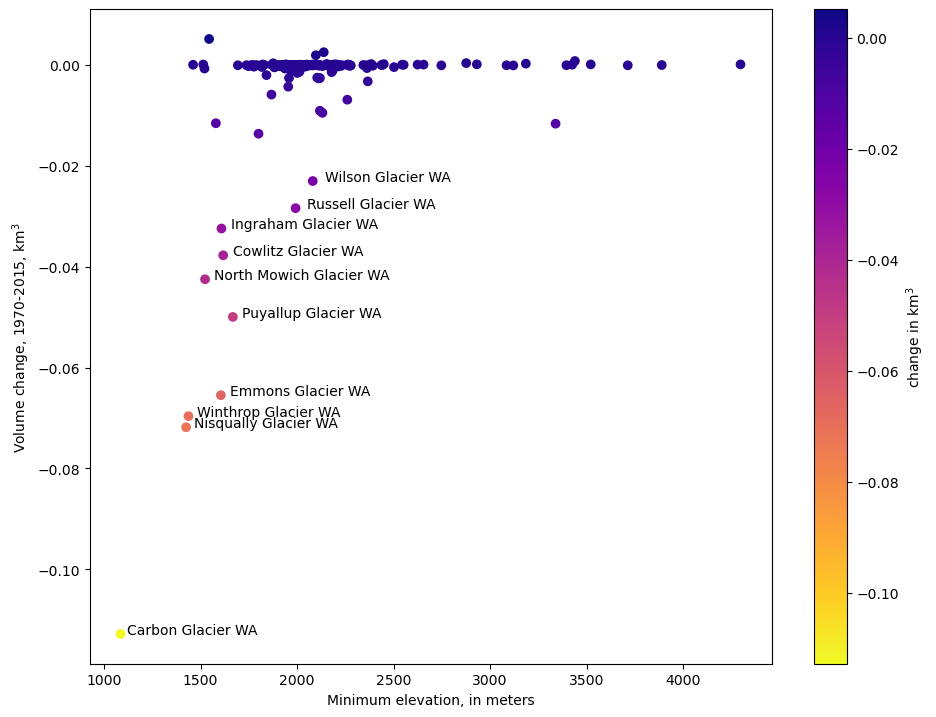 0.00
−0.02
−0.04
−0.06
−0.08
−0.10
Volume change, 1970-2015, km³
Wilson Glacier WA
Russell Glacier WA
Ingraham Glacier WA
Cowlitz Glacier WA
North Mowich Glacier WA
Puyallup Glacier WA
Emmons Glacier WA
Winthrop Glacier WA
Nisqually Glacier WA
Carbon Glacier WA
1000 1500 2000 2500 3000 3500 4000
Minimum elevation, in meters
0.00
−0.02
−0.04
−0.06
−0.08
−0.10
change in km³